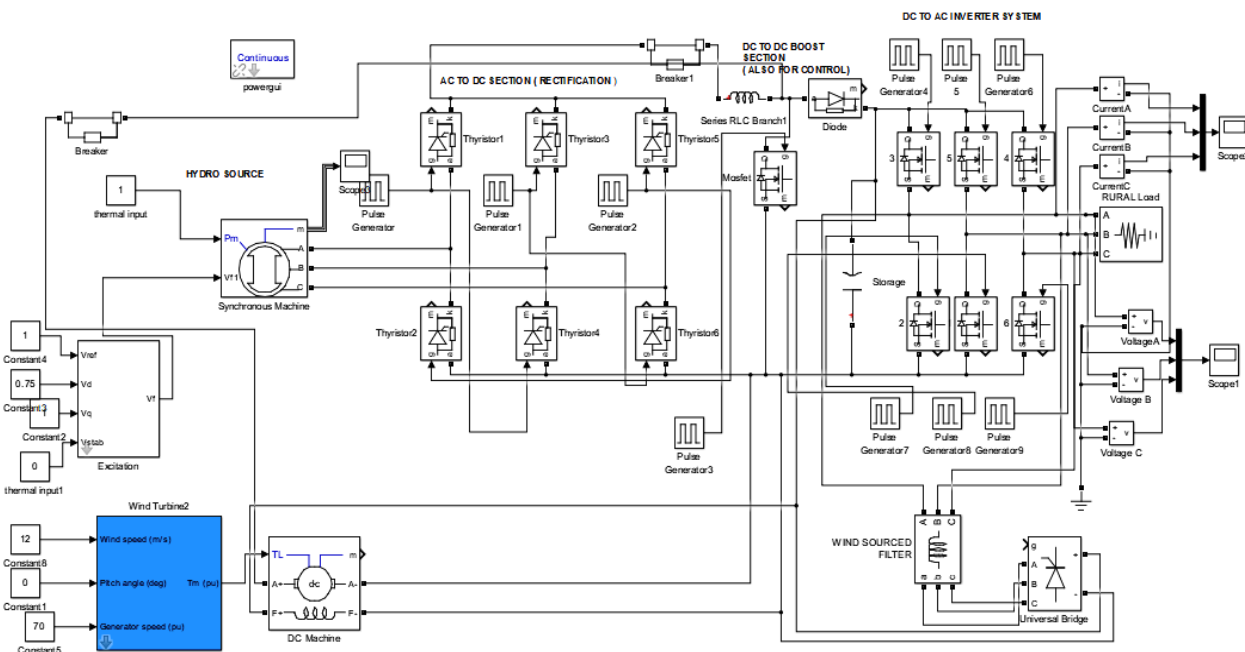 DC TO AC INVERTER SYSTEM
Continuous
powergui
DC TO DC BOOST
SECTION
( ALSO FOR CONTROL)
AC TO DC SECTION ( RECTIFICATION )
Breaker1
Series RLC Branch1
a
m
Diode
Pulse
Generator4
Pulse
5
Pulse
Generator6
Breaker
HYDRO SOURCE
1
thermal input
Scope3
Thyristor1
Thyristor3
Thyristor5
Mosfet
3
5
4
CurrentA
CurrentB
CurrentC
Scope2
Pulse
Generator
Pulse
Generator1
Pulse
Generator2
RURAL Load
A
B
C
Pm
Vf1
m
A
B
C
Synchronous Machine
Storage
Thyristor2
Thyristor4
Thyristor6
2
6
VoltageA
Voltage B
Voltage C
Scope1
1
Constant4
0.75
Constant3
1
Constant2
0
thermal input1
Vref
Vd
Vq
Vstab
Vf
Excitation
Pulse
Generator3
Pulse
Generator7
Pulse
Generator8
Pulse
Generator9
Wind Turbine2
12
Constant8
0
Constant1
70
Constant5
Wind speed (m/s)
Pitch angle (deg)
Generator speed (pu)
Tm (pu)
TL
m
A+
dc
A-
F+
F-
DC Machine
WIND SOURCED
FILTER
A
B
C
a
b
c
g
A
B
C
+
-
Universal Bridge